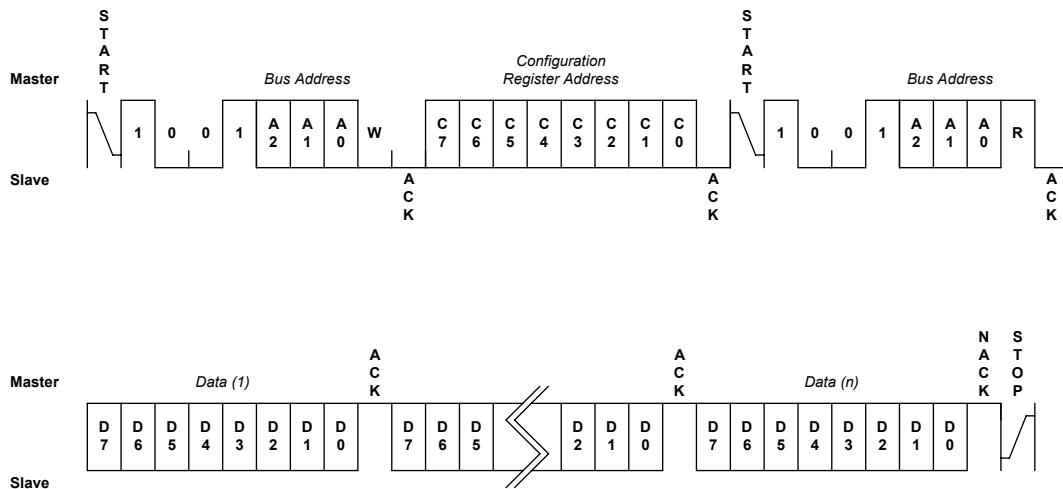 START
START
Configuration
Master Bus Address Register Address Bus Address
1 0 0 1 A2 A1 A0 W C7 C6 C5 C4 C3 C2 C1 C0 1 0 0 1 A2 A1 A0 R
Slave
ACK ACK ACK
ACK ACK NACK STOP
Master Data (1) Data (n)
D7 D6 D5 D4 D3 D2 D1 D0 D7 D6 D5 D2 D1 D0 D7 D6 D5 D4 D3 D2 D1 D0
Slave